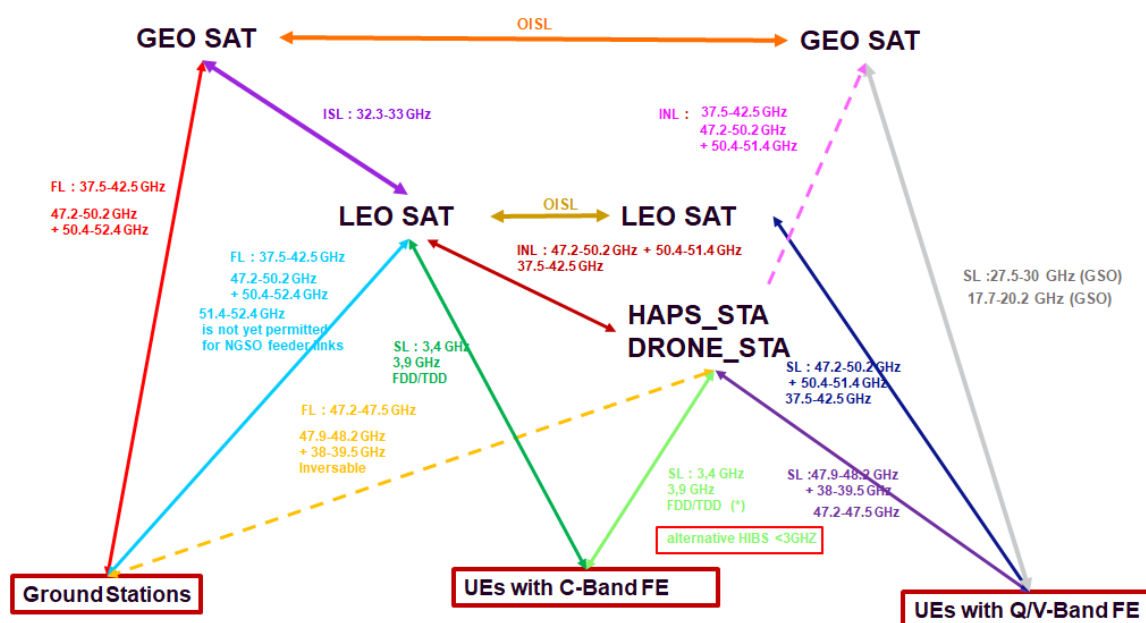 OISL
GEO SAT
GEO SAT
ISL : 32.3-33 GHz
INL : 37.5-42.5 GHz
47.2-50.2 GHz
+ 50.4-51.4 GHz
FL : 37.5-42.5 GHz
47.2-50.2 GHz
+ 50.4-52.4 GHz
LEO SAT
OISL
LEO SAT
FL : 37.5-42.5 GHz
47.2-50.2 GHz
+ 50.4-52.4 GHz
51.4-52.4 GHz
is not yet permitted
for NGSO feeder links
INL : 47.2-50.2 GHz + 50.4-51.4 GHz
37.5-42.5 GHz
SL :27.5-30 GHz (GSO)
17.7-20.2 GHz (GSO)
HAPS_STA
DRONE_STA
SL : 3,4 GHz
3,9 GHz
FDD/TDD
SL : 47.2-50.2 GHz
+ 50.4-51.4 GHz
37.5-42.5 GHz
FL : 47.2-47.5 GHz
47.9-48.2 GHz
+ 38-39.5 GHz
Inversable
SL : 3,4 GHz
3,9 GHz
FDD/TDD (*)
alternative HIBS <3GHZ
SL :47.9-48.2 GHz
+ 38-39.5 GHz
47.2-47.5 GHz
Ground Stations
UEs with C-Band FE
UEs with Q/V-Band FE